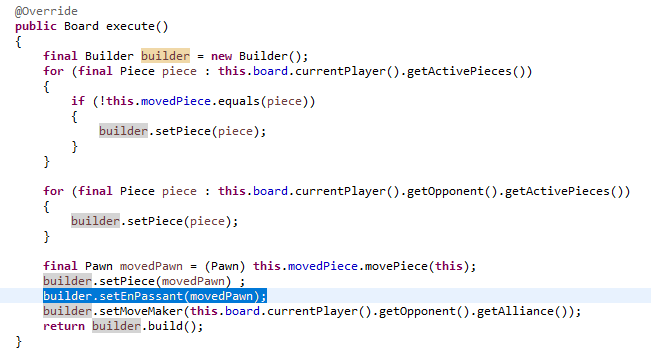 @Override
public Board execute()
{
final Builder builder = new Builder();
for (final Piece piece : this.board.currentPlayer().getActivePieces())
{
if (!this.movedPiece.equals(piece))
{
builder.setPiece(piece);
}
}
for (final Piece piece : this.board.currentPlayer().getOpponent().getActivePieces())
{
builder.setPiece(piece);
}
final Pawn movedPawn = (Pawn) this.movedPiece.movePiece(this);
builder.setPiece(movedPawn) ;
builder.setEnPassant(movedPawn);
builder.setMoveMaker(this.board.currentPlayer().getOpponent().getAlliance());
return builder.build();
}